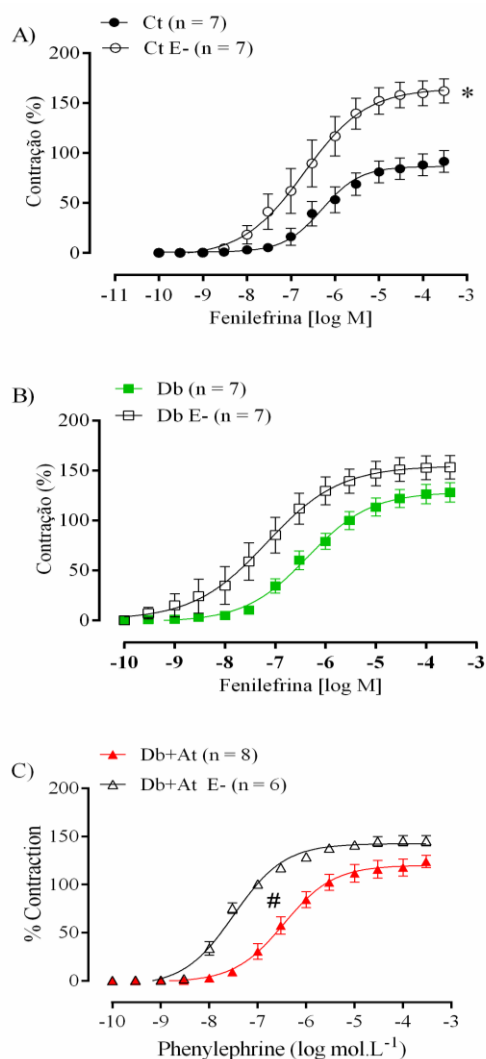 A)
Ct (n = 7)
Ct E- (n = 7)
200
150
100
50
0
Contração (%)
*
-11 -10 -9 -8 -7 -6 -5 -4 -3
Fenilefrina [log M]
B)
Db (n = 7)
Db E- (n = 7)
200
150
100
50
0
Contração (%)
-10 -9 -8 -7 -6 -5 -4 -3
Fenilefrina [log M]
C)
Db+At (n = 8)
Db+At E- (n = 6)
200
150
100
50
0
% Contraction
#
-10 -9 -8 -7 -6 -5 -4 -3
Phenylephrine (log mol.L⁻¹)